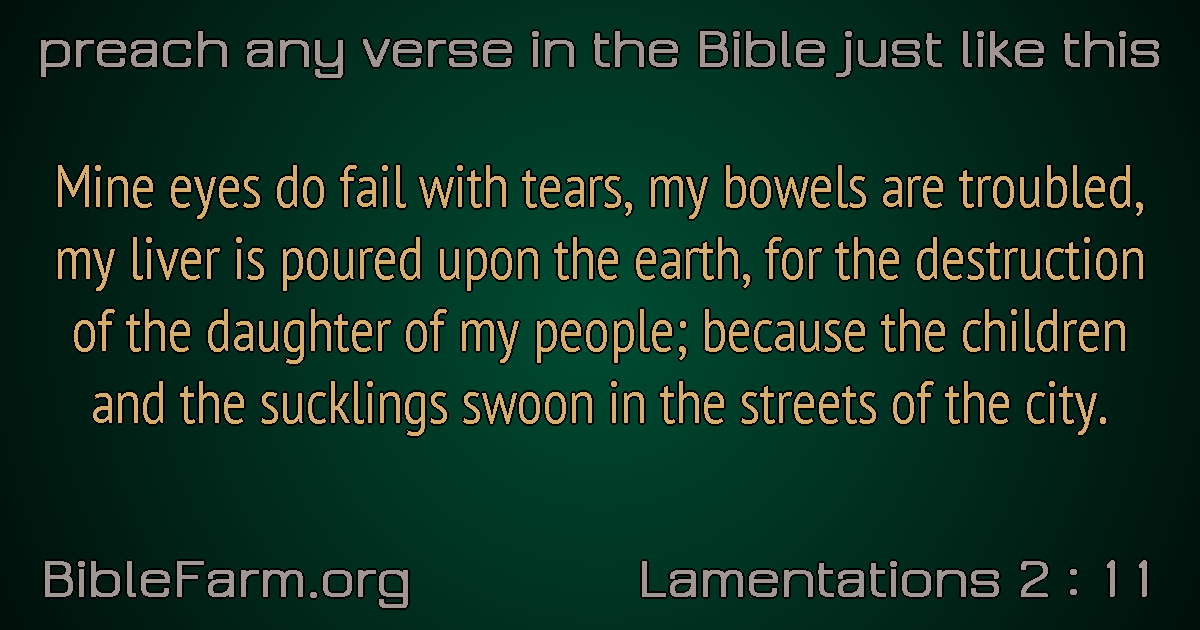 preach any verse in the Bible just like this
Mine eyes do fail with tears, my bowels are troubled,
my liver is poured upon the earth, for the destruction
of the daughter of my people; because the children
and the sucklings swoon in the streets of the city.
BibleFarm.org
Lamentations 2 : 11